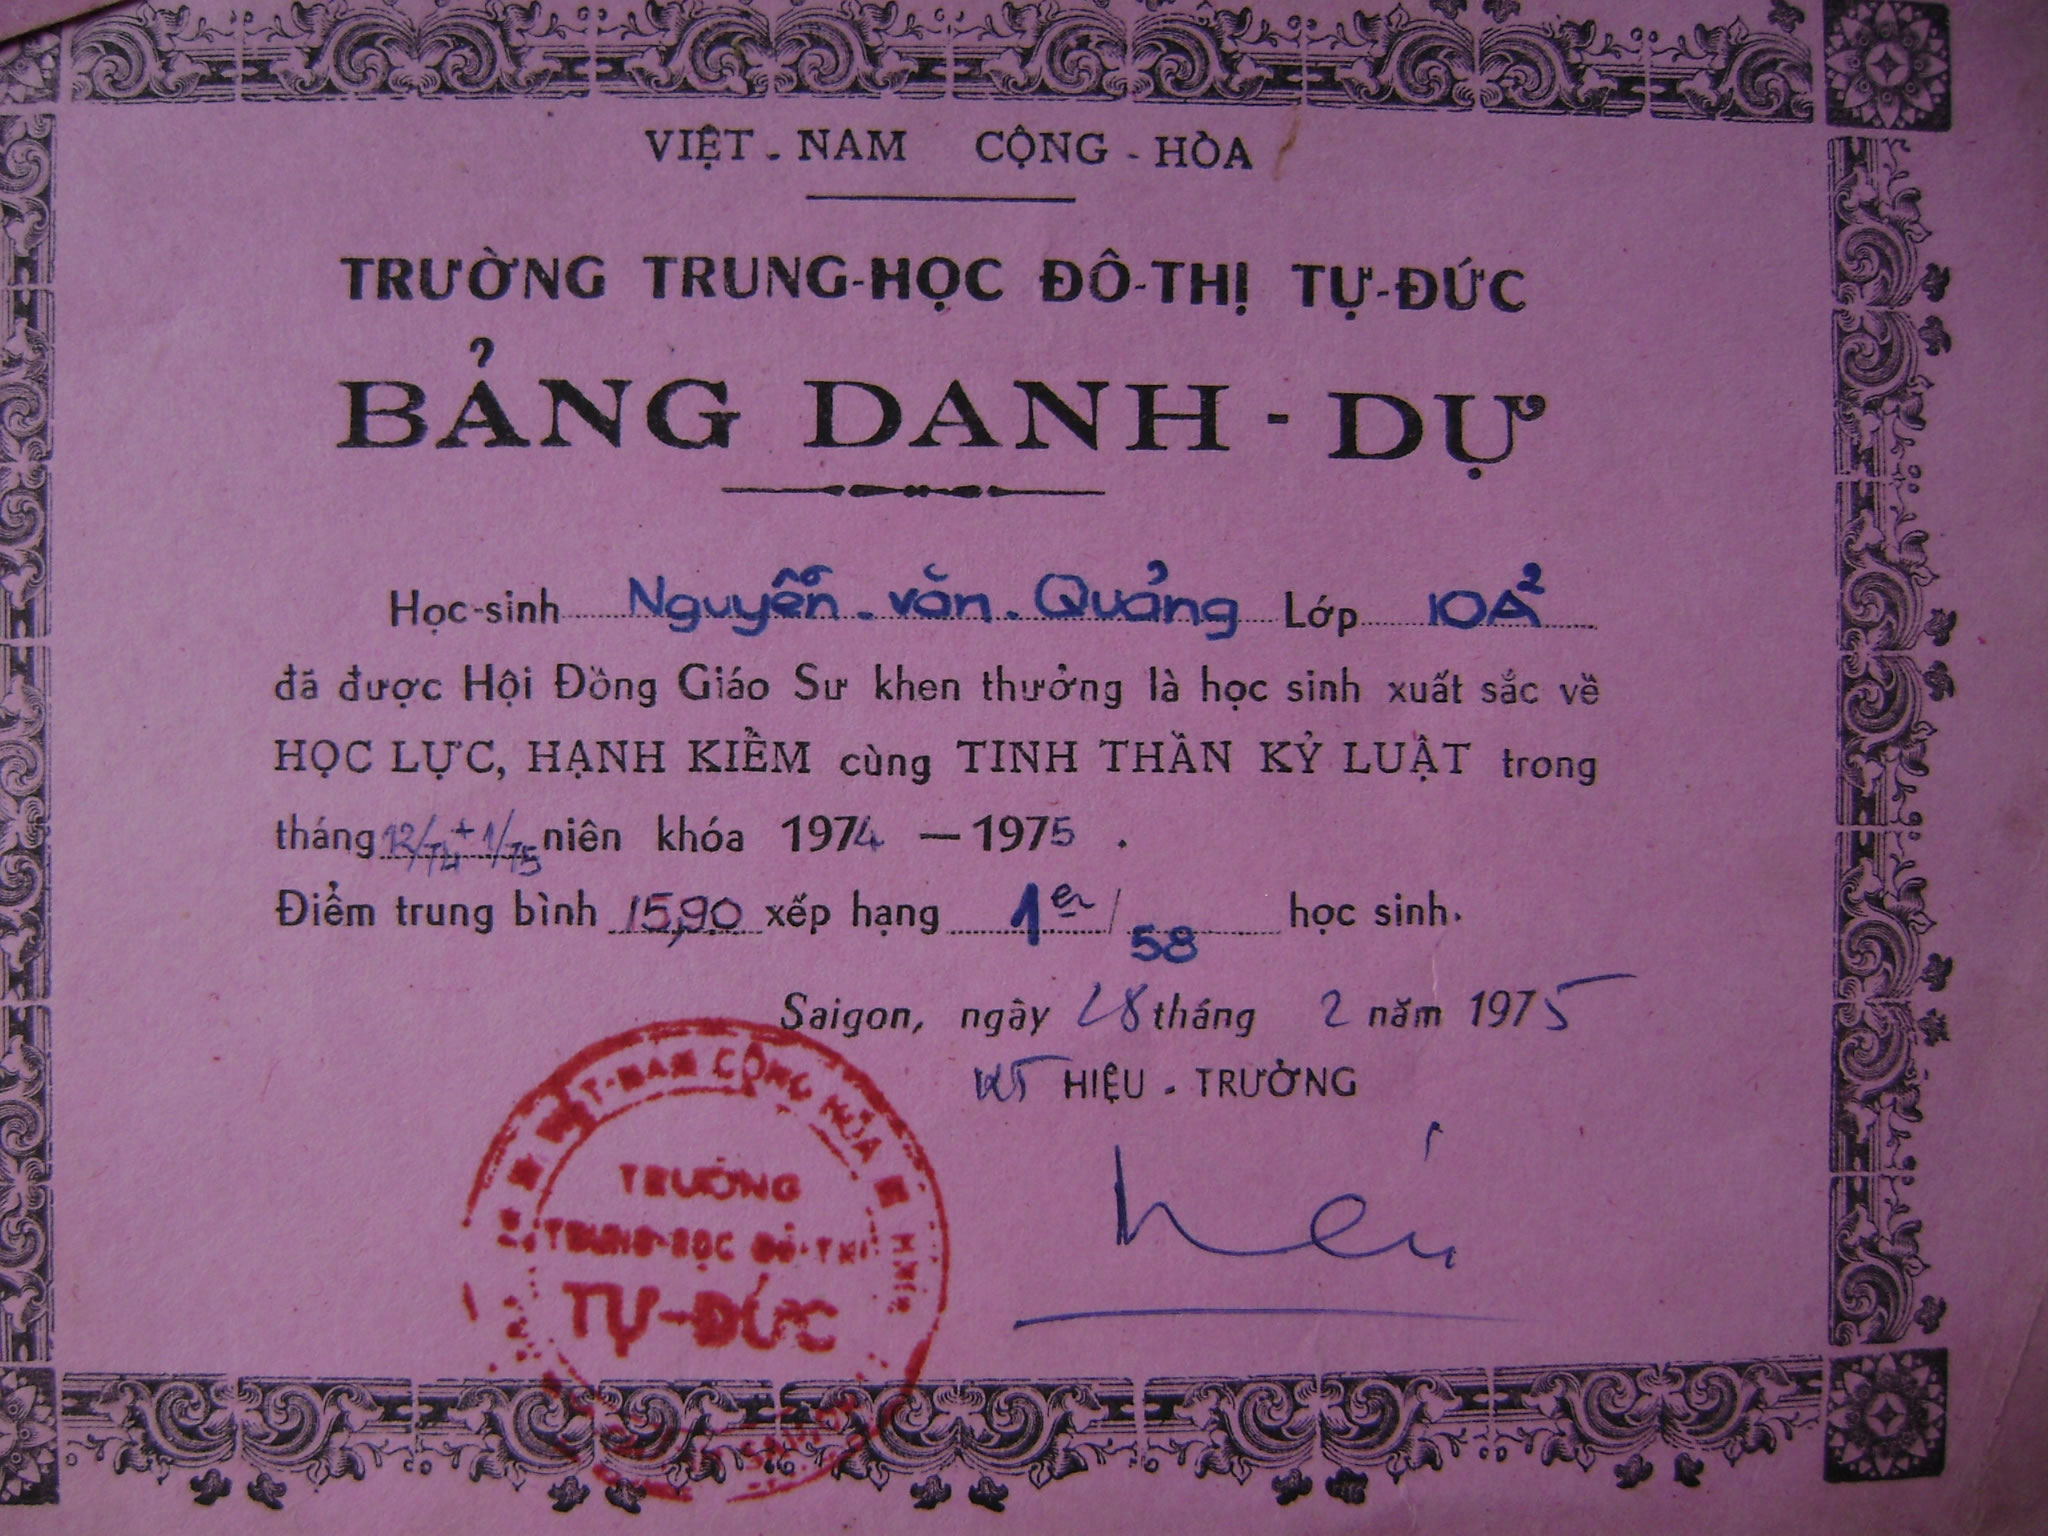 VIỆT - NAM CỘNG - HÒA
TRƯỜNG TRUNG-HỌC ĐÔ-THỊ TỰ-ĐỨC
BẢNG DANH - DỰ
Học-sinh Nguyễn - văn - Quảng Lớp 10A²
đã được Hội Đồng Giáo Sư khen thưởng là học sinh xuất sắc về
HỌC LỰC, HẠNH KIỂM cùng TINH THẦN KỶ LUẬT trong
tháng 12/74 + 1/75 niên khóa 1974 — 1975 .
Điểm trung bình 15,90 xếp hạng 1er / 58 học sinh.
Saigon, ngày 28 tháng 2 năm 1975
KT HIỆU - TRƯỞNG
VIỆT-NAM CỘNG HÒA
TRƯỜNG
TRUNG-HỌC ĐÔ-THỊ
TỰ-ĐỨC